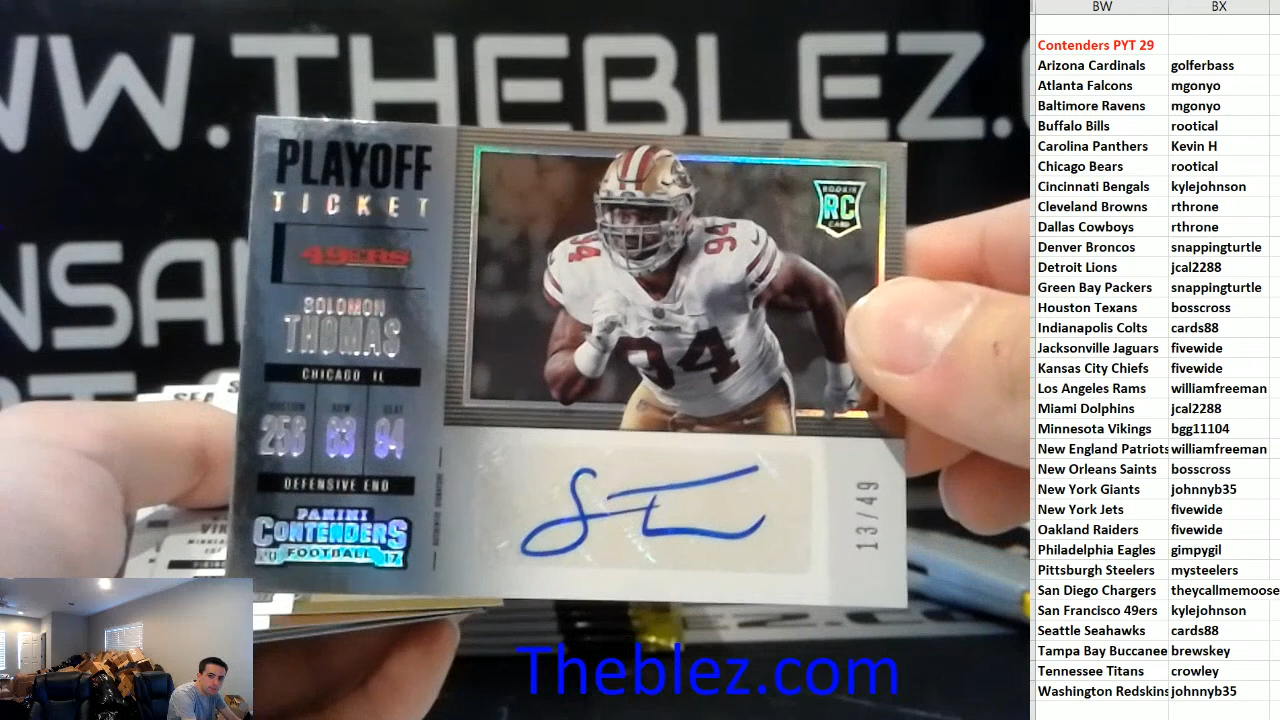 WW.THEBLEZ.CO
NSA
PLAYOFF
TICKET
49ERS
SOLOMON
THOMAS
CHICAGO IL
SECTION ROW SEAT
256 63 94
DEFENSIVE END
PANINI
CONTENDERS
20 FOOTBALL 17
ROOKIE
RC
CARD
94
94
94
13/49
Theblez.com
BW BX
Contenders PYT 29
Arizona Cardinals golferbass
Atlanta Falcons mgonyo
Baltimore Ravens mgonyo
Buffalo Bills rootical
Carolina Panthers Kevin H
Chicago Bears rootical
Cincinnati Bengals kylejohnson
Cleveland Browns rthrone
Dallas Cowboys rthrone
Denver Broncos snappingturtle
Detroit Lions jcal2288
Green Bay Packers snappingturtle
Houston Texans bosscross
Indianapolis Colts cards88
Jacksonville Jaguars fivewide
Kansas City Chiefs fivewide
Los Angeles Rams williamfreeman
Miami Dolphins jcal2288
Minnesota Vikings bgg11104
New England Patriots williamfreeman
New Orleans Saints bosscross
New York Giants johnnyb35
New York Jets fivewide
Oakland Raiders fivewide
Philadelphia Eagles gimpygil
Pittsburgh Steelers mysteelers
San Diego Chargers theycallmemoose
San Francisco 49ers kylejohnson
Seattle Seahawks cards88
Tampa Bay Buccanee brewskey
Tennessee Titans crowley
Washington Redskins johnnyb35